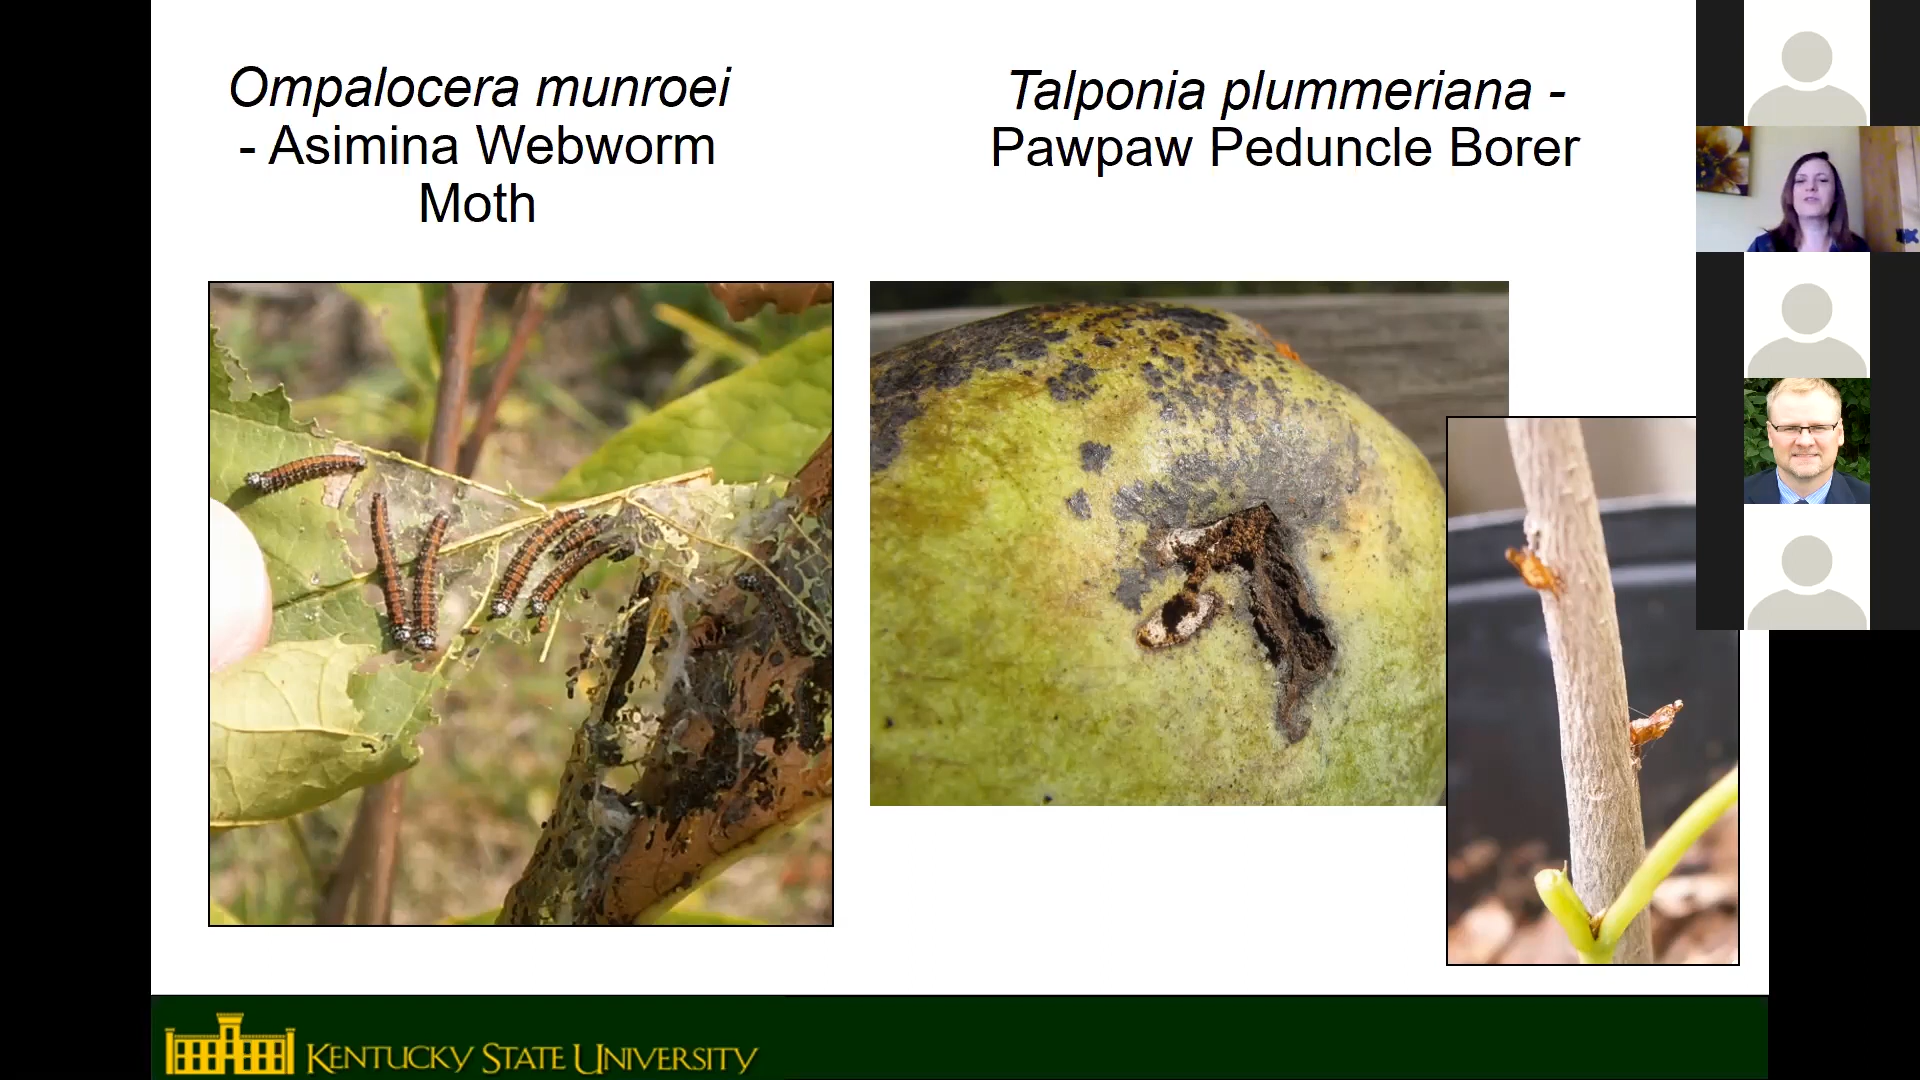 Ompalocera munroei
- Asimina Webworm
Moth
Talponia plummeriana -
Pawpaw Peduncle Borer
KENTUCKY STATE UNIVERSITY